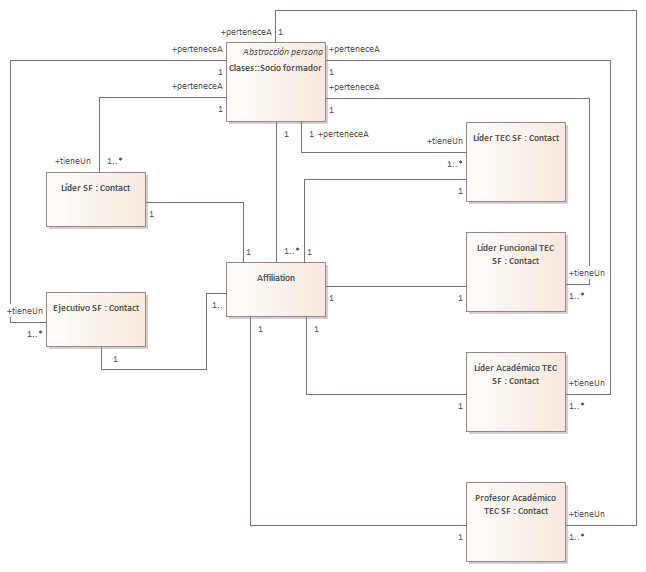 +perteneceA 1
+perteneceA
1
Abstracción persona
Clases::Socio formador
+perteneceA
1
+perteneceA
1
+perteneceA
1
1
1 +perteneceA
+tieneUn
1..*
Líder TEC SF : Contact
1
+tieneUn 1..*
Líder SF : Contact
1
1
1..* 1
Affiliation
1..
1
1
1
Líder Funcional TEC
SF : Contact
1
+tieneUn
1..*
+tieneUn
1..*
Ejecutivo SF : Contact
1
Líder Académico TEC
SF : Contact
1
+tieneUn
1..*
Profesor Académico
TEC SF : Contact
1
+tieneUn
1..*